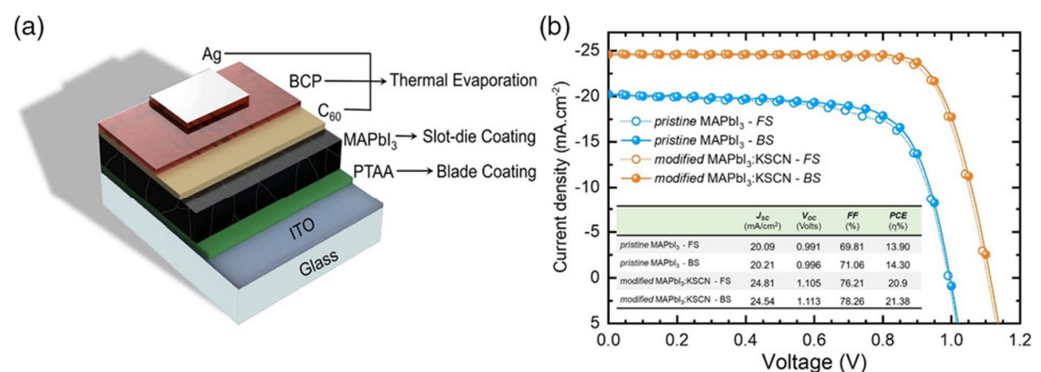 (a)
Ag
BCP
Thermal Evaporation
C60
MAPbI3
Slot-die Coating
PTAA
Blade Coating
ITO
Glass
(b)
Current density (mA.cm-2)
-25
-20
-15
-10
-5
0
5
pristine MAPbI3 - FS
pristine MAPbI3 - BS
modified MAPbI3:KSCN - FS
modified MAPbI3:KSCN - BS
JSC VOC FF PCE
(mA/cm2) (Volts) (%) (η%)
pristine MAPbI3 - FS 20.09 0.991 69.81 13.90
pristine MAPbI3 - BS 20.21 0.996 71.06 14.30
modified MAPbI3:KSCN - FS 24.81 1.105 76.21 20.9
modified MAPbI3:KSCN - BS 24.54 1.113 78.26 21.38
0.0 0.2 0.4 0.6 0.8 1.0 1.2
Voltage (V)